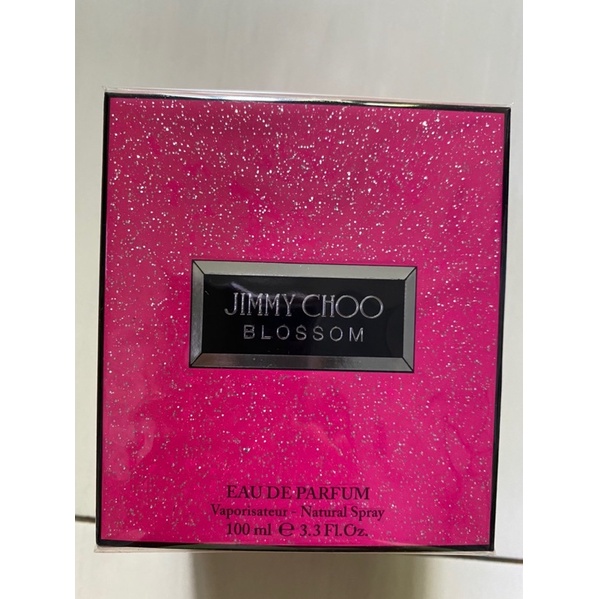 JIMMY CHOO
BLOSSOM
EAU DE PARFUM
Vaporisateur - Natural Spray
100 ml ℮ 3.3 Fl.Oz.